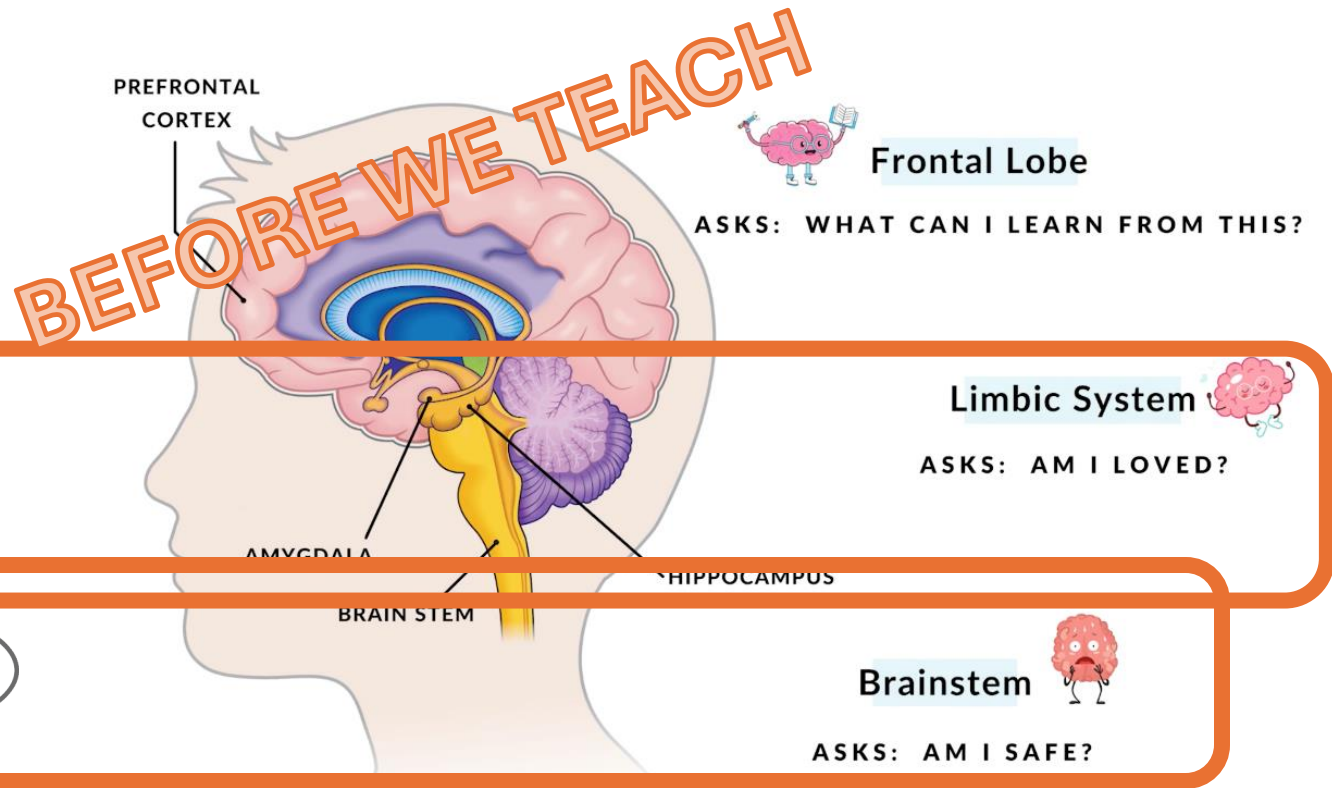 BEFORE WE TEACH
PREFRONTAL
CORTEX
Frontal Lobe
ASKS: WHAT CAN I LEARN FROM THIS?
Limbic System
ASKS: AM I LOVED?
AMYGDALA
HIPPOCAMPUS
BRAIN STEM
Brainstem
ASKS: AM I SAFE?